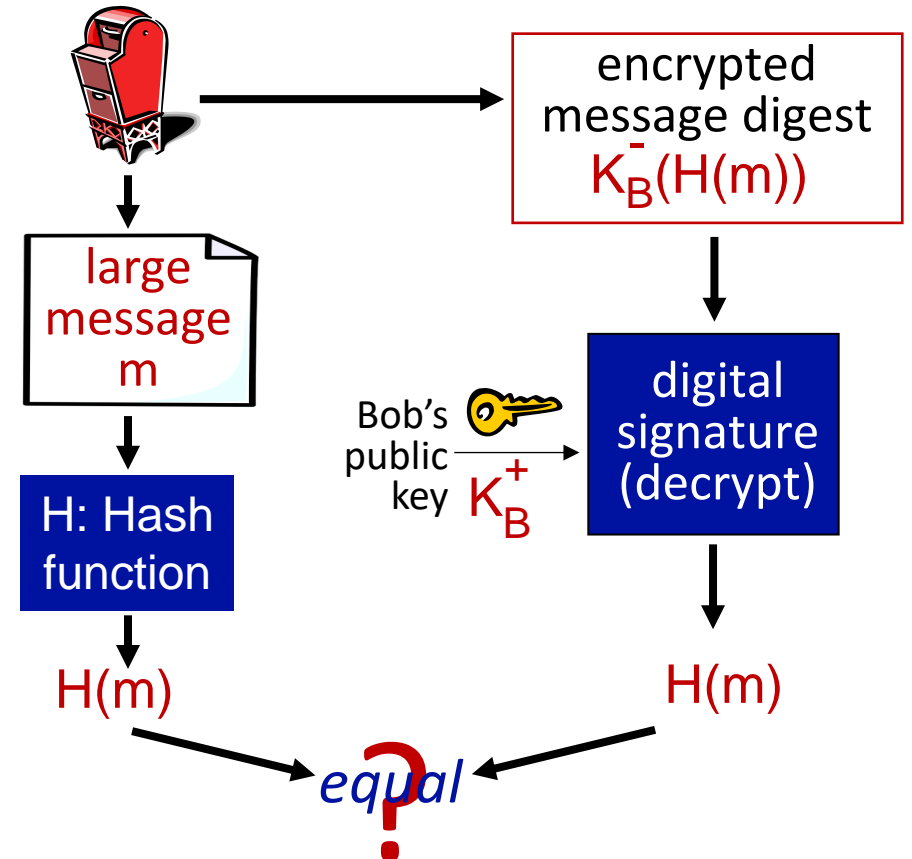 encrypted
message digest
K⁻B(H(m))
large
message
m
H: Hash
function
H(m)
Bob's
public
key
K⁺B
digital
signature
(decrypt)
H(m)
equal
?